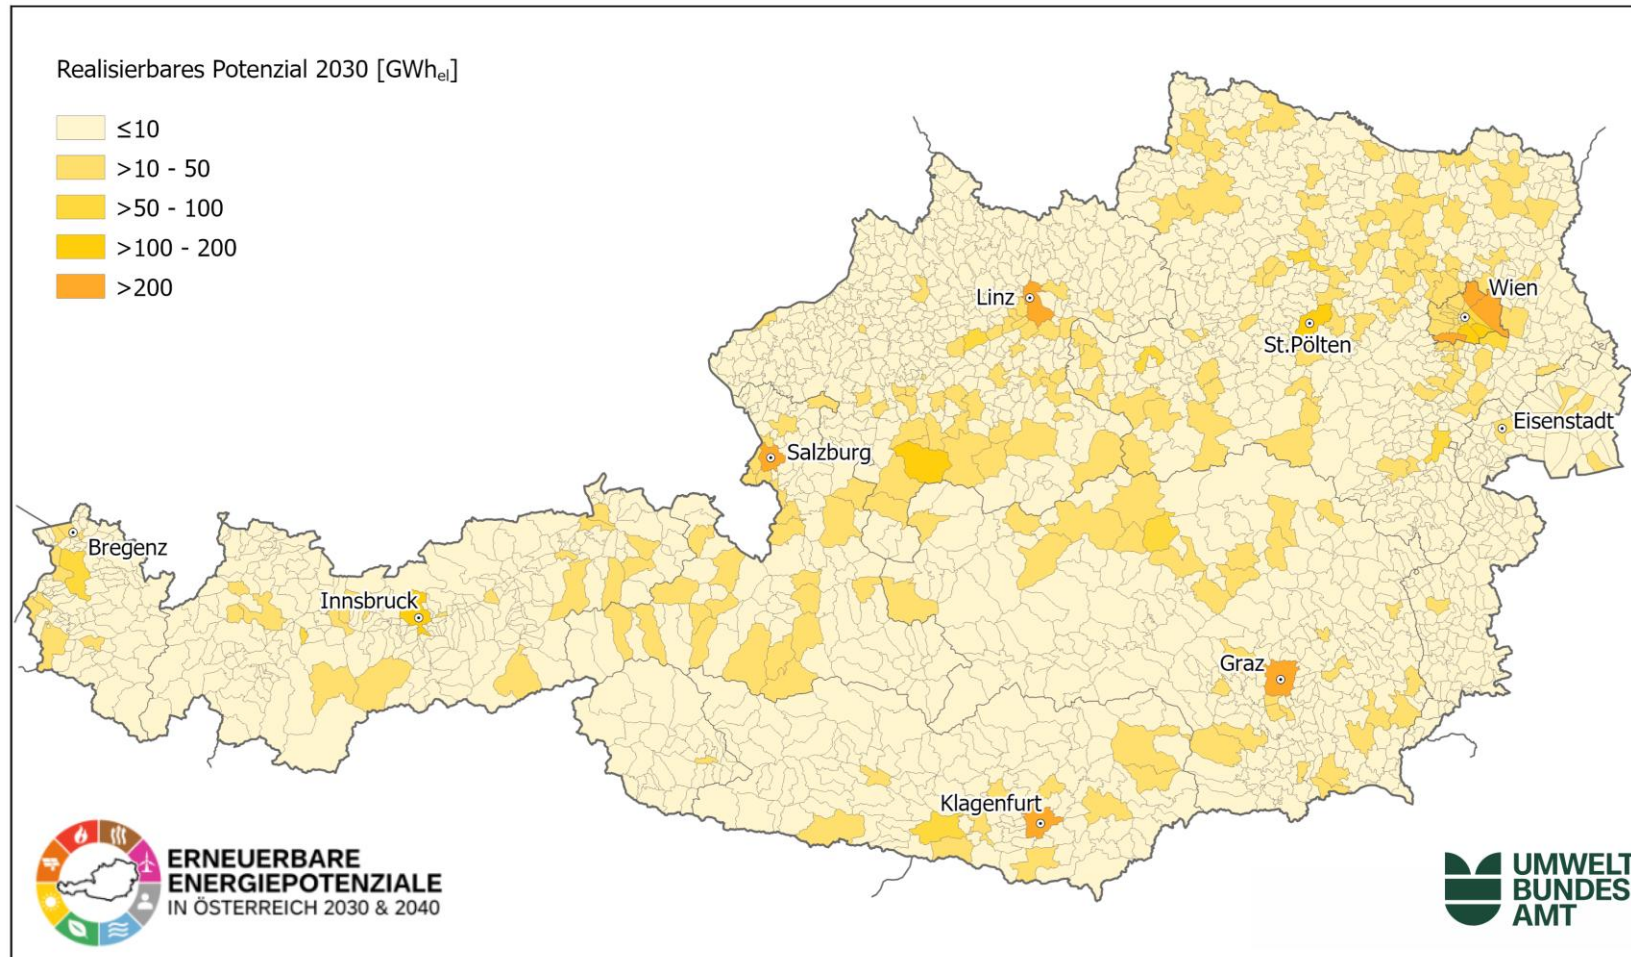 Realisierbares Potenzial 2030 [GWhel]
≤10
>10 - 50
>50 - 100
>100 - 200
>200
Linz
Wien
St.Pölten
Eisenstadt
Salzburg
Bregenz
Innsbruck
Graz
Klagenfurt
ERNEUERBARE
ENERGIEPOTENZIALE
IN ÖSTERREICH 2030 & 2040
UMWELT
BUNDES
AMT